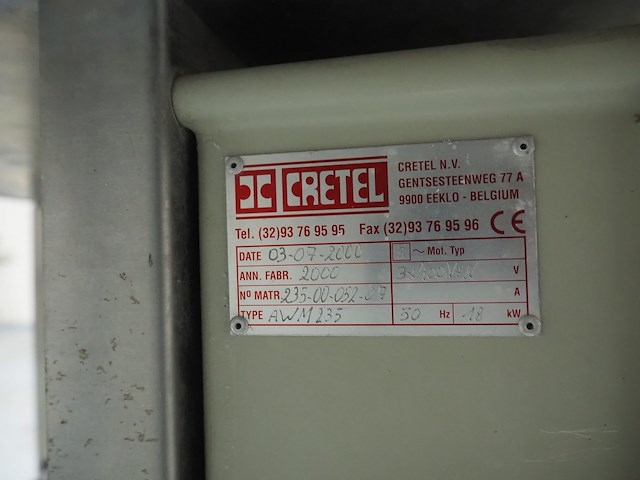 CRETEL
CRETEL N.V.
GENTSESTEENWEG 77 A
9900 EEKLO - BELGIUM
Tel. (32)93 76 95 95 Fax (32)93 76 95 96 CE
DATE 03-07-2000 3 ~ Mot. Typ
ANN. FABR. 2000 V
Nº MATR. 235-00-052-07 A
TYPE AWM 235 50 Hz 18 kW